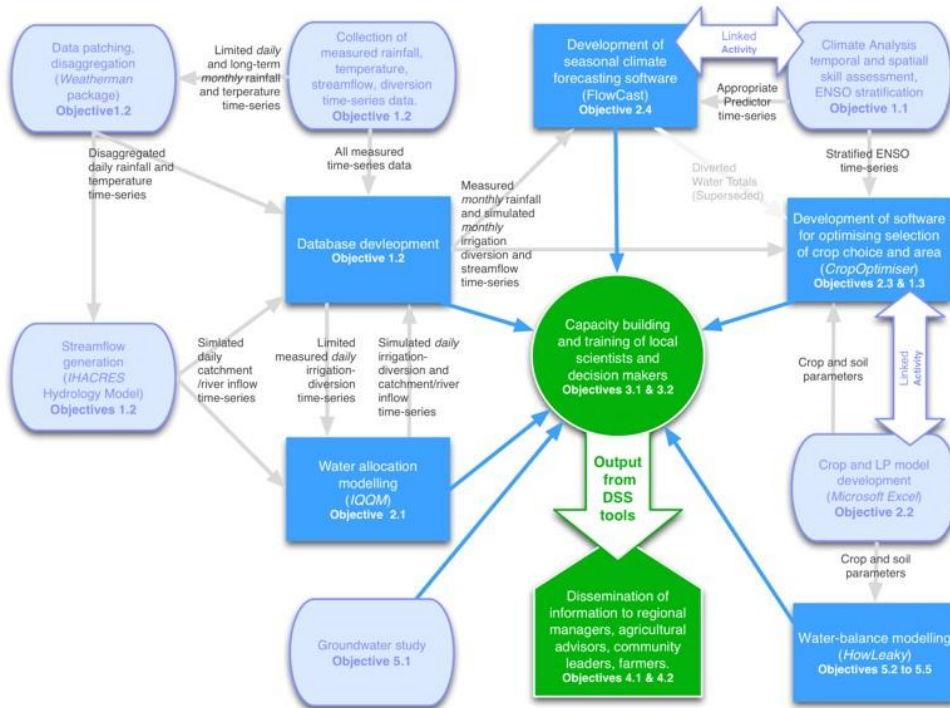 Data patching,
disaggregation
(Weatherman
package)
Objective1.2
Limited daily
and long-term
monthly rainfall
and terperature
time-series
Collection of
measured rainfall,
temperature,
streamflow, diversion
time-series data.
Objective 1.2
Development of
seasonal climate
forecasting software
(FlowCast)
Objective 2.4
Linked
Activity
Climate Analysis
temporal and spatiall
skill assessment,
ENSO stratification
Objective 1.1
Appropriate
Predictor
time-series
Disaggregated
daily rainfall and
temperature
time-series
All measured
time-series data
Stratified ENSO
time-series
Diverted
Water Totals
(Superseded)
Measured
monthly rainfall
and simulated
monthly
irrigation
diversion and
streamflow
time-series
Database devleopment
Objective 1.2
Development of software
for optimising selection
of crop choice and area
(CropOptimiser)
Objectives 2.3 & 1.3
Streamflow
generation
(IHACRES
Hydrology Model)
Objectives 1.2
Simlated
daily
catchment
/river inflow
time-series
Limited
measured daily
irrigation-
diversion
time-series
Simulated daily
irrigation-
diversion and
catchment/river
inflow
time-series
Capacity building
and training of local
scientists and
decision makers
Objectives 3.1 & 3.2
Crop and soil
parameters
Linked
Activity
Water allocation
modelling
(IQQM)
Objective 2.1
Output
from
DSS
tools
Crop and LP model
development
(Microsoft Excel)
Objective 2.2
Crop and soil
parameters
Groundwater study
Objective 5.1
Dissemination of
information to regional
managers, agricultural
advisors, community
leaders, farmers.
Objectives 4.1 & 4.2
Water-balance modelling
(HowLeaky)
Objectives 5.2 to 5.5